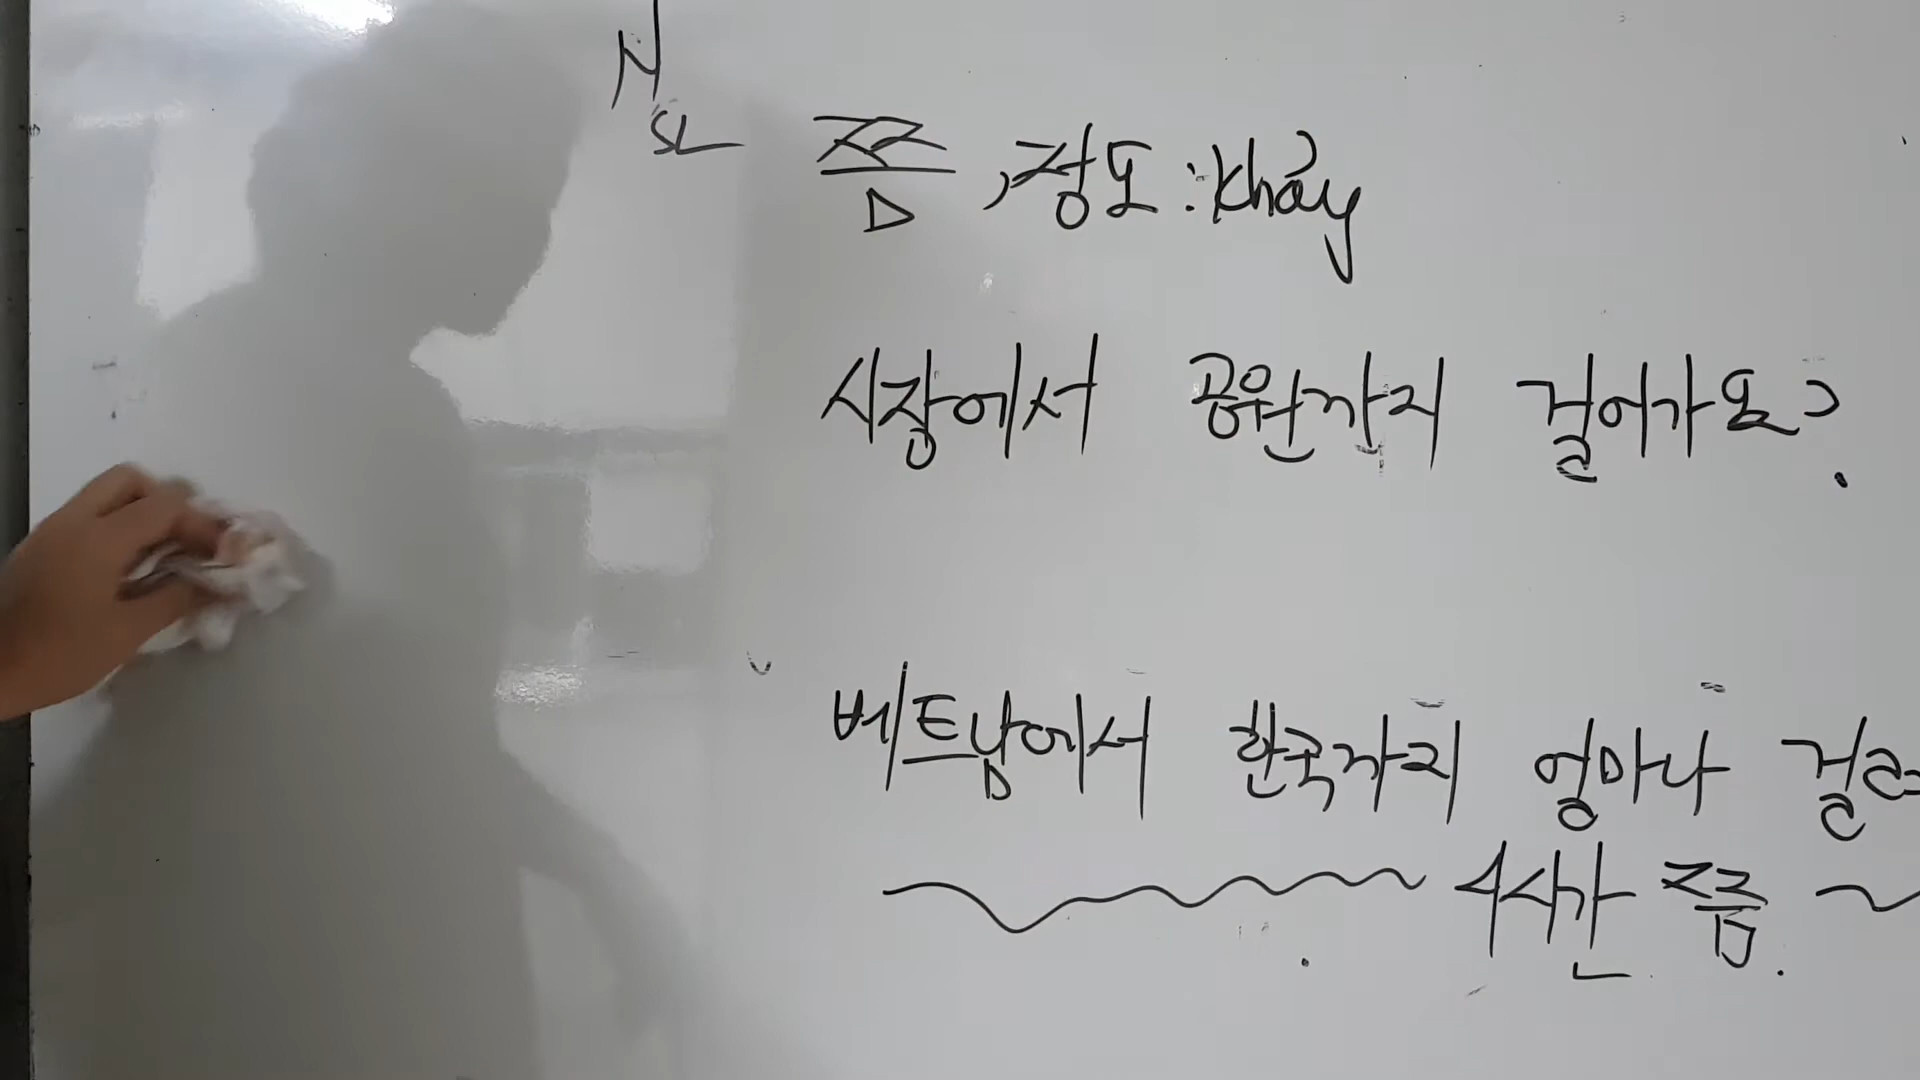 N SL 쯤, 정도 : khoảy
시장에서 공원까지 걸어가요?
베트남에서 한국까지 얼마나 걸려
4시간 쯤